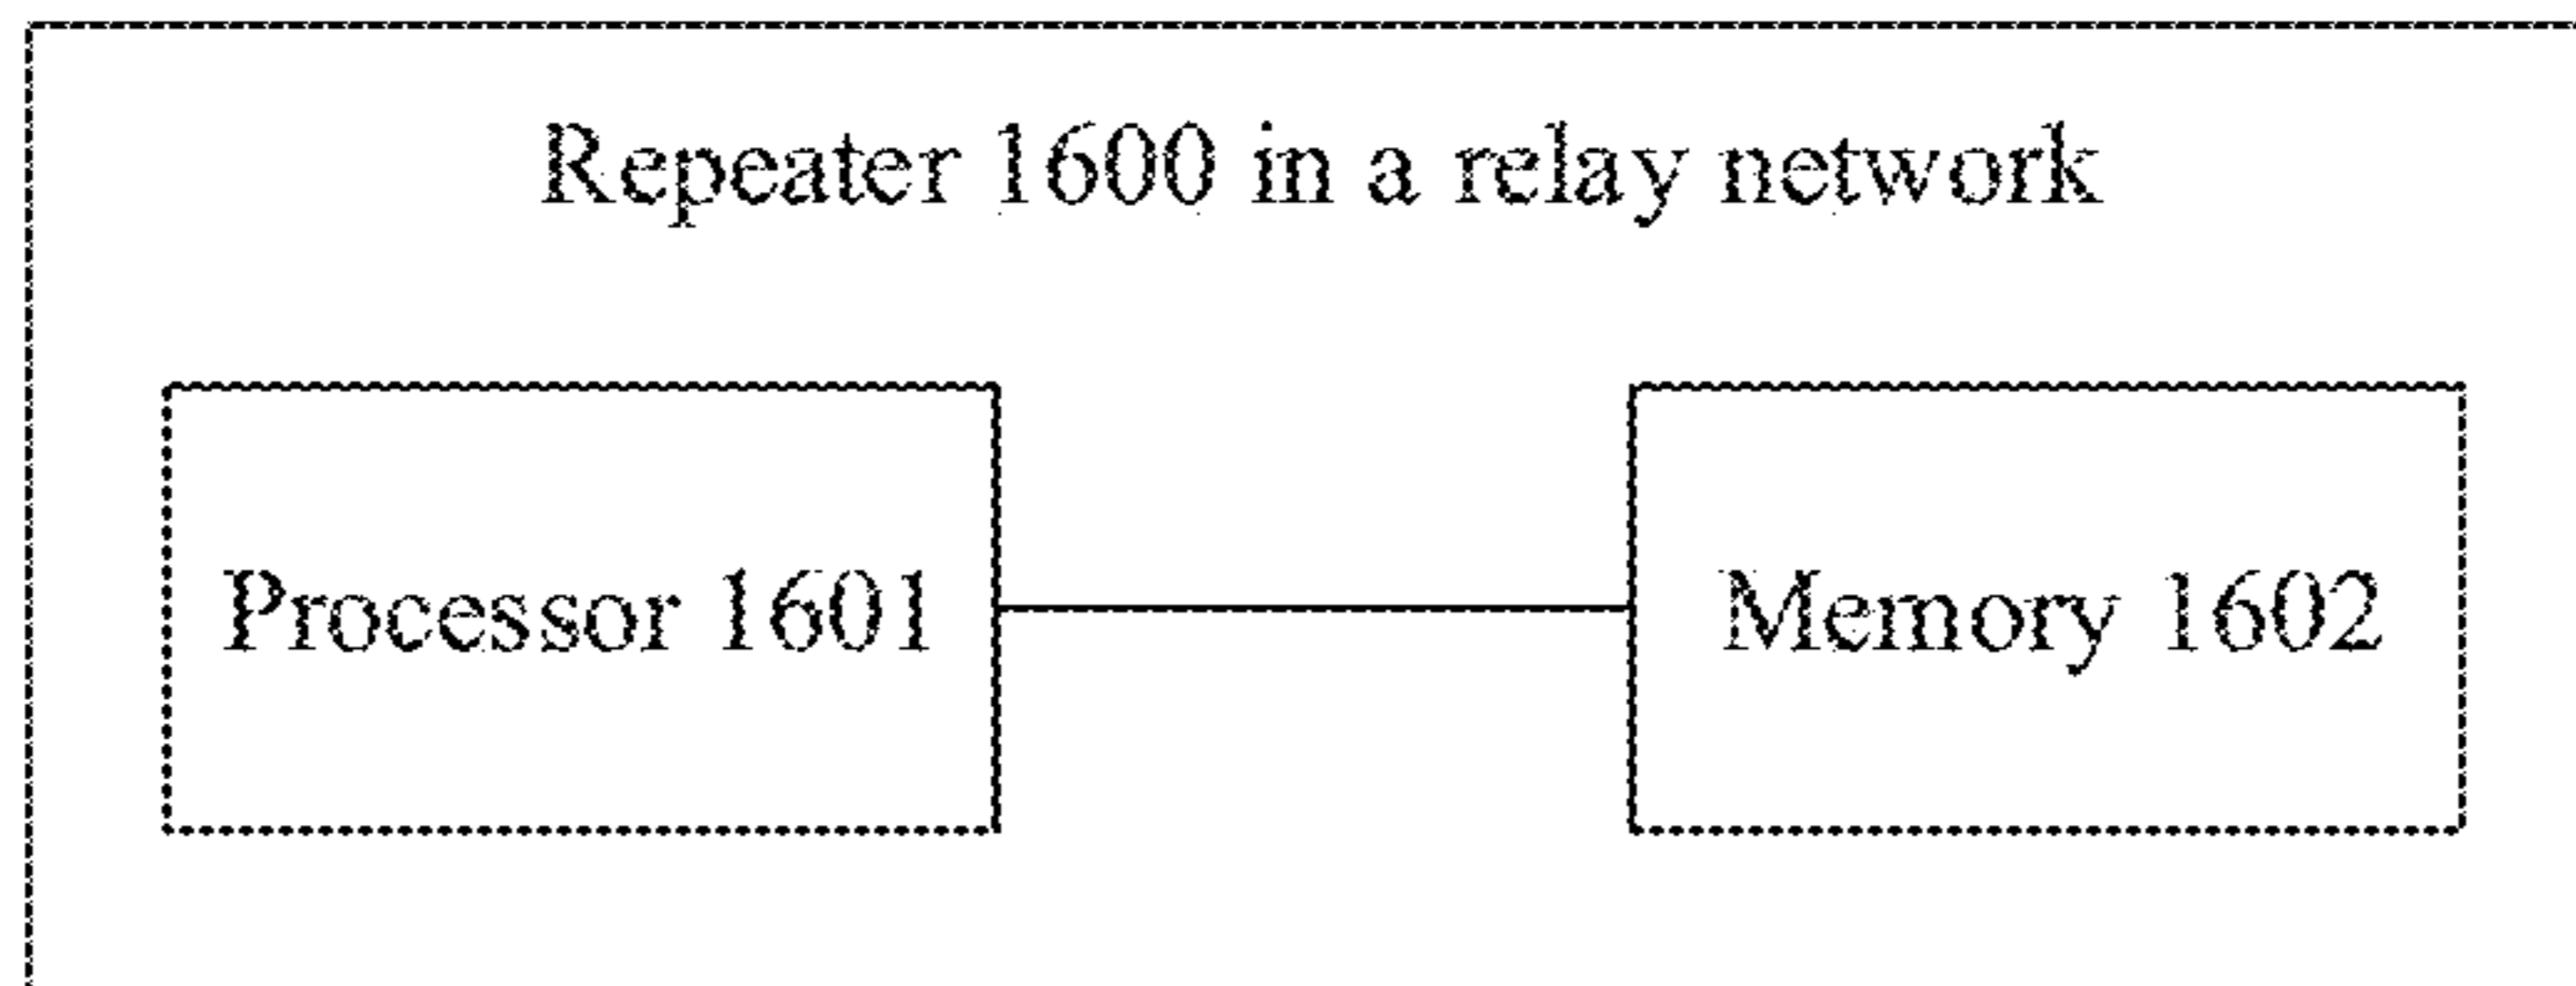 Repeater 1600 in a relay network
Processor 1601
Memory 1602